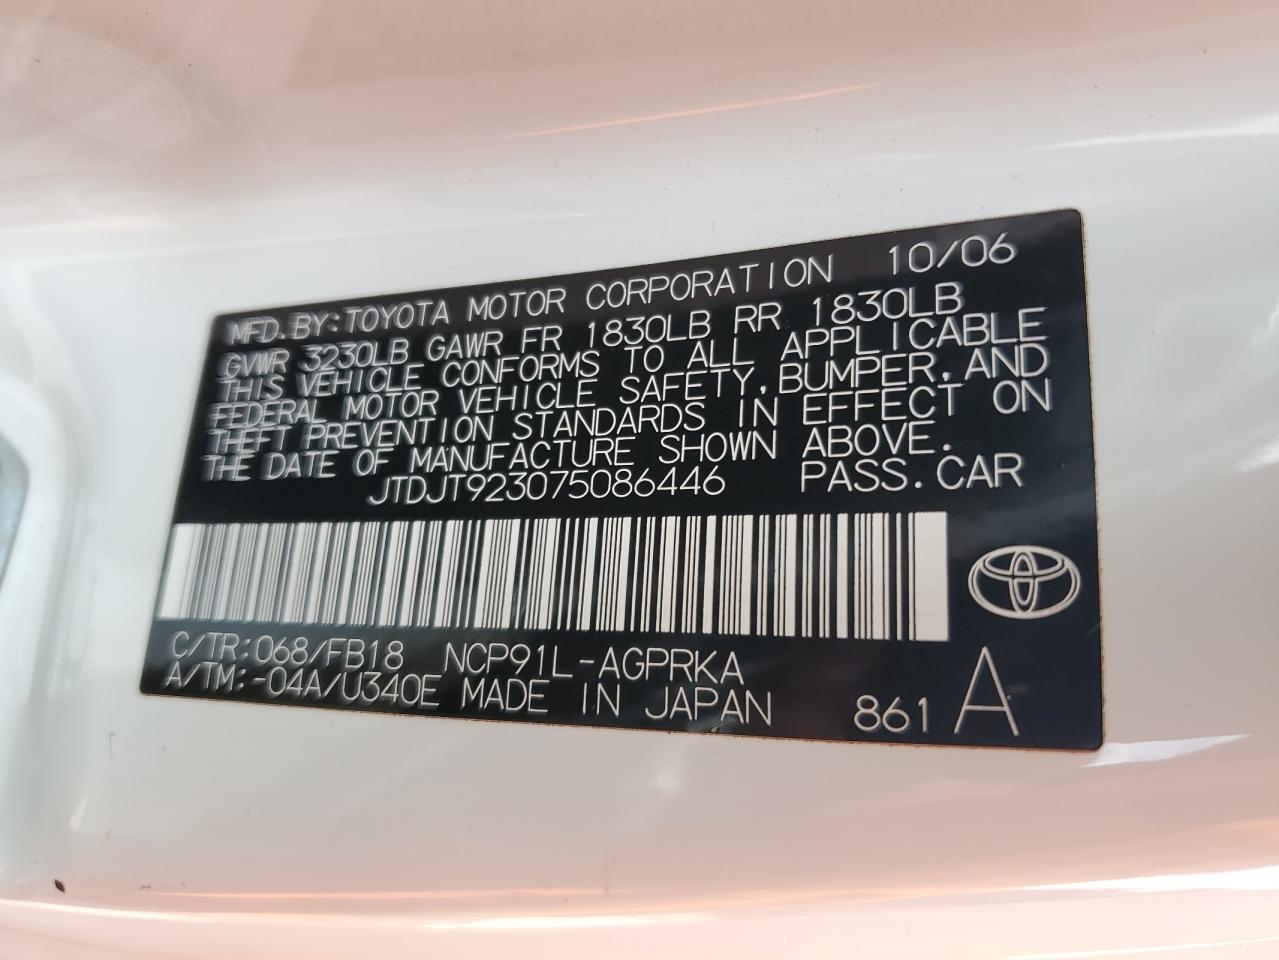 MFD. BY: TOYOTA MOTOR CORPORATION 10/06
GVWR 3230LB GAWR FR 1830LB RR 1830LB
THIS VEHICLE CONFORMS TO ALL APPLICABLE
FEDERAL MOTOR VEHICLE SAFETY, BUMPER, AND
THEFT PREVENTION STANDARDS IN EFFECT ON
THE DATE OF MANUFACTURE SHOWN ABOVE.
JTDJT923075086446 PASS. CAR
C/TR: 068/FB18 NCP91L-AGPRKA
A/TM: -04A/U340E MADE IN JAPAN 861 A